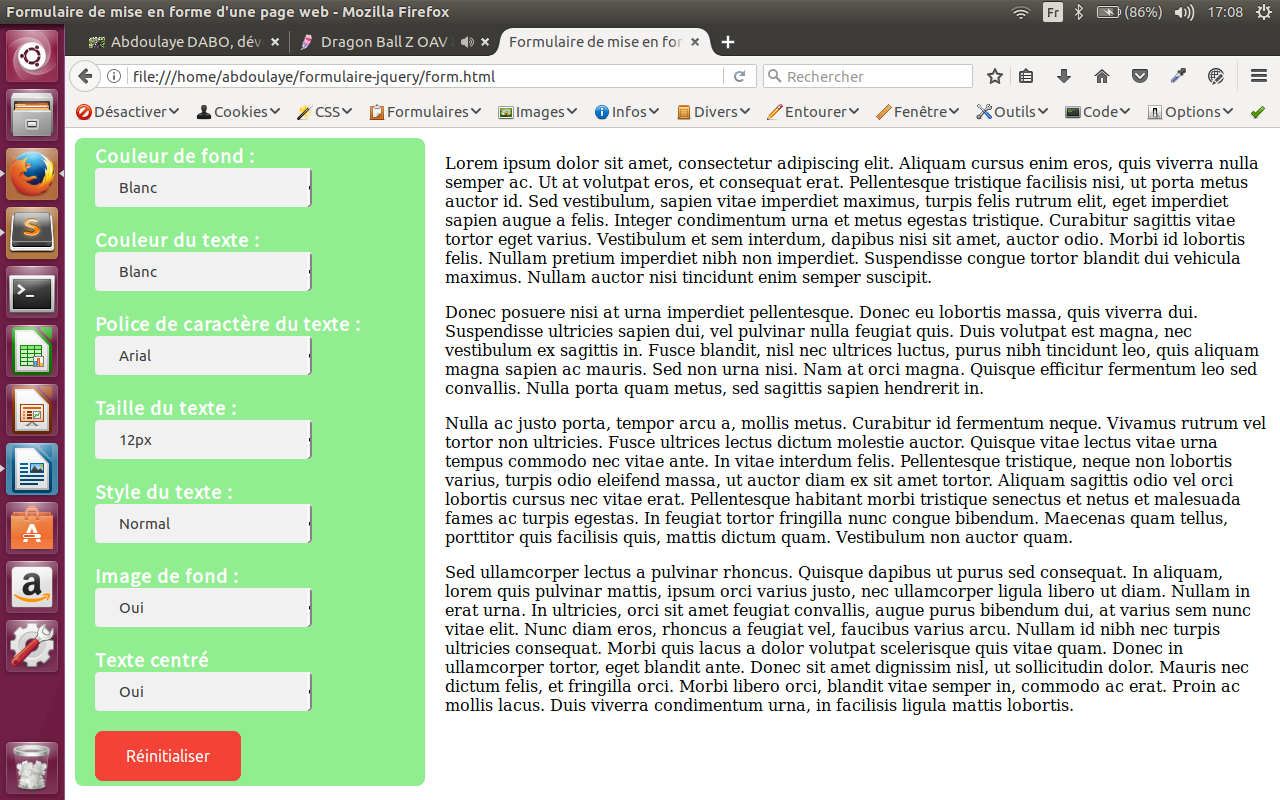 Formulaire de mise en forme d'une page web - Mozilla Firefox
Fr
(86%)
17:08
Abdoulaye DABO, dév
Dragon Ball Z OAV
Formulaire de mise en for
file:///home/abdoulaye/formulaire-jquery/form.html
Rechercher
Désactiver
Cookies
CSS
Formulaires
Images
Infos
Divers
Entourer
Fenêtre
Outils
Code
Options
Couleur de fond :
Blanc
Couleur du texte :
Blanc
Police de caractère du texte :
Arial
Taille du texte :
12px
Style du texte :
Normal
Image de fond :
Oui
Texte centré
Oui
Réinitialiser
Lorem ipsum dolor sit amet, consectetur adipiscing elit. Aliquam cursus enim eros, quis viverra nulla
semper ac. Ut at volutpat eros, et consequat erat. Pellentesque tristique facilisis nisi, ut porta metus
auctor id. Sed vestibulum, sapien vitae imperdiet maximus, turpis felis rutrum elit, eget imperdiet
sapien augue a felis. Integer condimentum urna et metus egestas tristique. Curabitur sagittis vitae
tortor eget varius. Vestibulum et sem interdum, dapibus nisi sit amet, auctor odio. Morbi id lobortis
felis. Nullam pretium imperdiet nibh non imperdiet. Suspendisse congue tortor blandit dui vehicula
maximus. Nullam auctor nisi tincidunt enim semper suscipit.
Donec posuere nisi at urna imperdiet pellentesque. Donec eu lobortis massa, quis viverra dui.
Suspendisse ultricies sapien dui, vel pulvinar nulla feugiat quis. Duis volutpat est magna, nec
vestibulum ex sagittis in. Fusce blandit, nisl nec ultrices luctus, purus nibh tincidunt leo, quis aliquam
magna sapien ac mauris. Sed non urna nisi. Nam at orci magna. Quisque efficitur fermentum leo sed
convallis. Nulla porta quam metus, sed sagittis sapien hendrerit in.
Nulla ac justo porta, tempor arcu a, mollis metus. Curabitur id fermentum neque. Vivamus rutrum vel
tortor non ultricies. Fusce ultrices lectus dictum molestie auctor. Quisque vitae lectus vitae urna
tempus commodo nec vitae ante. In vitae interdum felis. Pellentesque tristique, neque non lobortis
varius, turpis odio eleifend massa, ut auctor diam ex sit amet tortor. Aliquam sagittis odio vel orci
lobortis cursus nec vitae erat. Pellentesque habitant morbi tristique senectus et netus et malesuada
fames ac turpis egestas. In feugiat tortor fringilla nunc congue bibendum. Maecenas quam tellus,
porttitor quis facilisis quis, mattis dictum quam. Vestibulum non auctor quam.
Sed ullamcorper lectus a pulvinar rhoncus. Quisque dapibus ut purus sed consequat. In aliquam,
lorem quis pulvinar mattis, ipsum orci varius justo, nec ullamcorper ligula libero ut diam. Nullam in
erat urna. In ultricies, orci sit amet feugiat convallis, augue purus bibendum dui, at varius sem nunc
vitae elit. Nunc diam eros, rhoncus a feugiat vel, faucibus varius arcu. Nullam id nibh nec turpis
ultricies consequat. Morbi quis lacus a dolor volutpat scelerisque quis vitae quam. Donec in
ullamcorper tortor, eget blandit ante. Donec sit amet dignissim nisl, ut sollicitudin dolor. Mauris nec
dictum felis, et fringilla orci. Morbi libero orci, blandit vitae semper in, commodo ac erat. Proin ac
mollis lacus. Duis viverra condimentum urna, in facilisis ligula mattis lobortis.